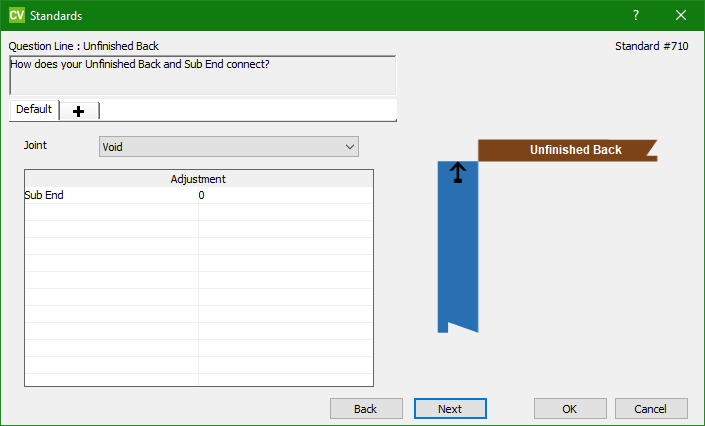 CV Standards
Question Line : Unfinished Back
Standard #710
How does your Unfinished Back and Sub End connect?
Default
Joint
Void
Adjustment
Sub End 0
Unfinished Back
Back Next OK Cancel